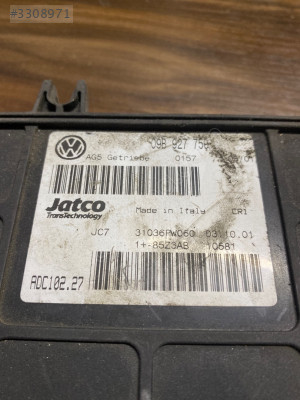 #3308971
09B 927 750
AG5 Getriebe 0157
Jatco
TransTechnology
Made in Italy CR1
JC7 31036PW060 03.10.01
1+-85Z3AB 10581
ADC102.27